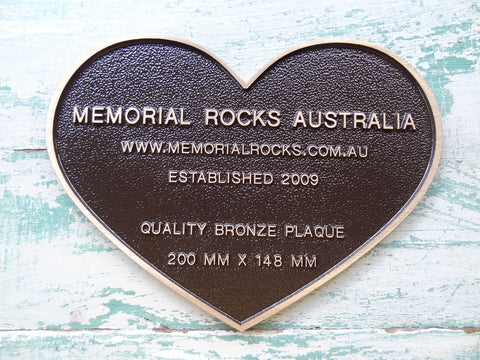 MEMORIAL ROCKS AUSTRALIA
WWW.MEMORIALROCKS.COM.AU
ESTABLISHED 2009
QUALITY BRONZE PLAQUE
200 MM X 148 MM